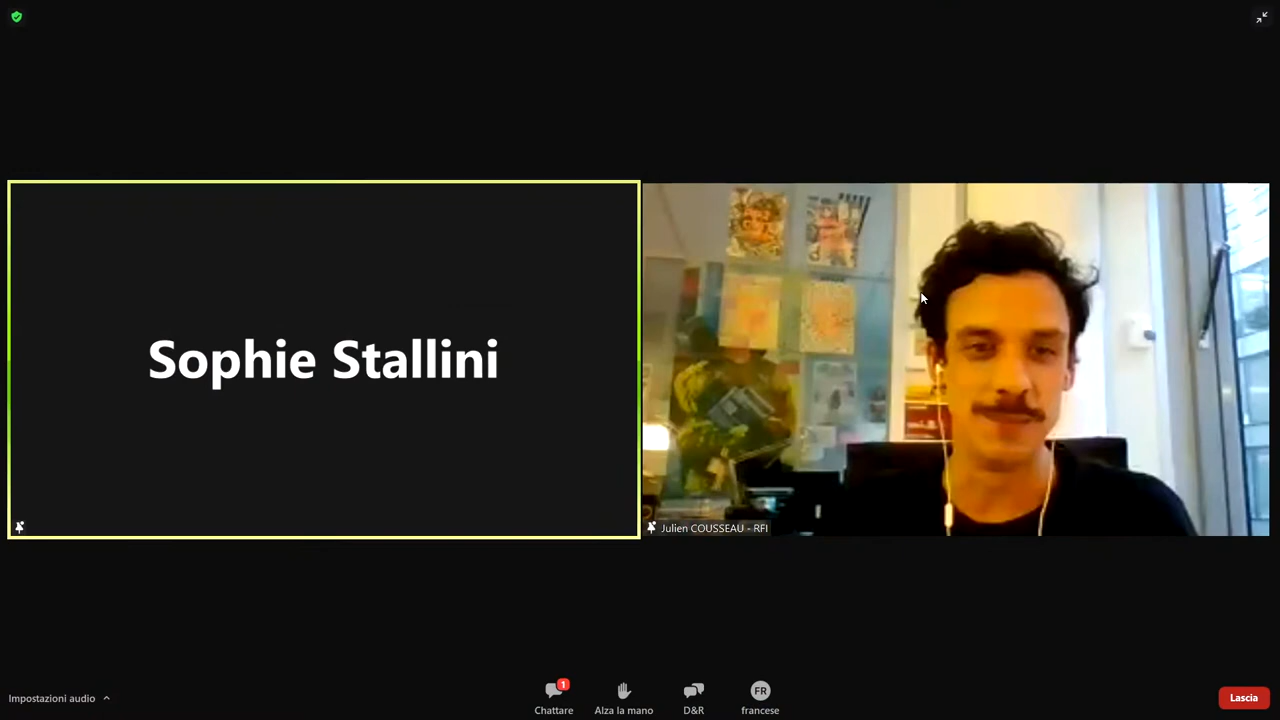 Sophie Stallini
Julien COUSSEAU - RFI
Impostazioni audio
1
Chattare
Alza la mano
D&R
FR
francese
Lascia